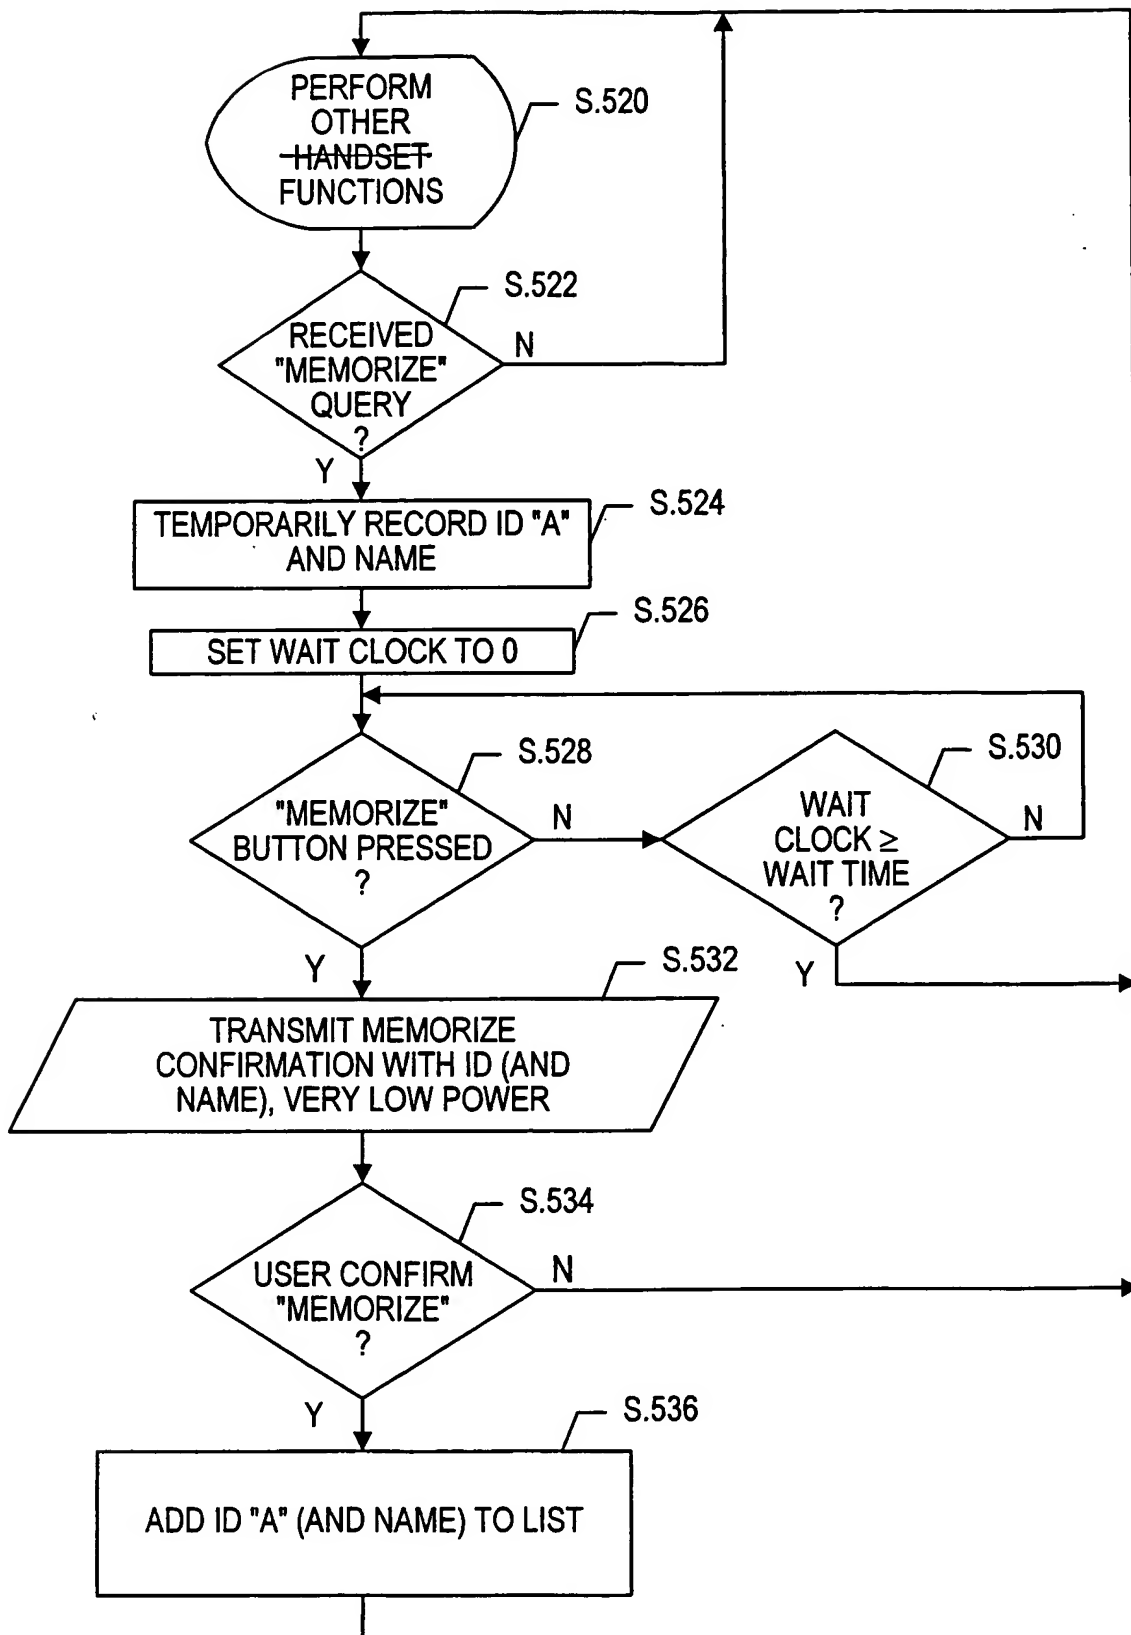 PERFORM
OTHER
HANDSET
FUNCTIONS
S.520
S.522
RECEIVED
"MEMORIZE"
QUERY
?
N
Y
S.524
TEMPORARILY RECORD ID "A"
AND NAME
S.526
SET WAIT CLOCK TO 0
S.528
"MEMORIZE"
BUTTON PRESSED
?
N
S.530
WAIT
CLOCK ≥
WAIT TIME
?
N
Y
Y
S.532
TRANSMIT MEMORIZE
CONFIRMATION WITH ID (AND
NAME), VERY LOW POWER
S.534
USER CONFIRM
"MEMORIZE"
?
N
Y
S.536
ADD ID "A" (AND NAME) TO LIST